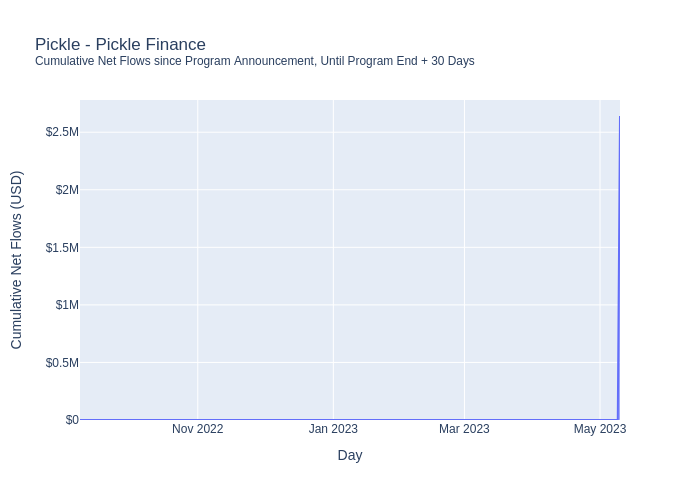 Pickle - Pickle Finance
Cumulative Net Flows since Program Announcement, Until Program End + 30 Days
Cumulative Net Flows (USD)
$2.5M
$2M
$1.5M
$1M
$0.5M
$0
Nov 2022
Jan 2023
Mar 2023
May 2023
Day